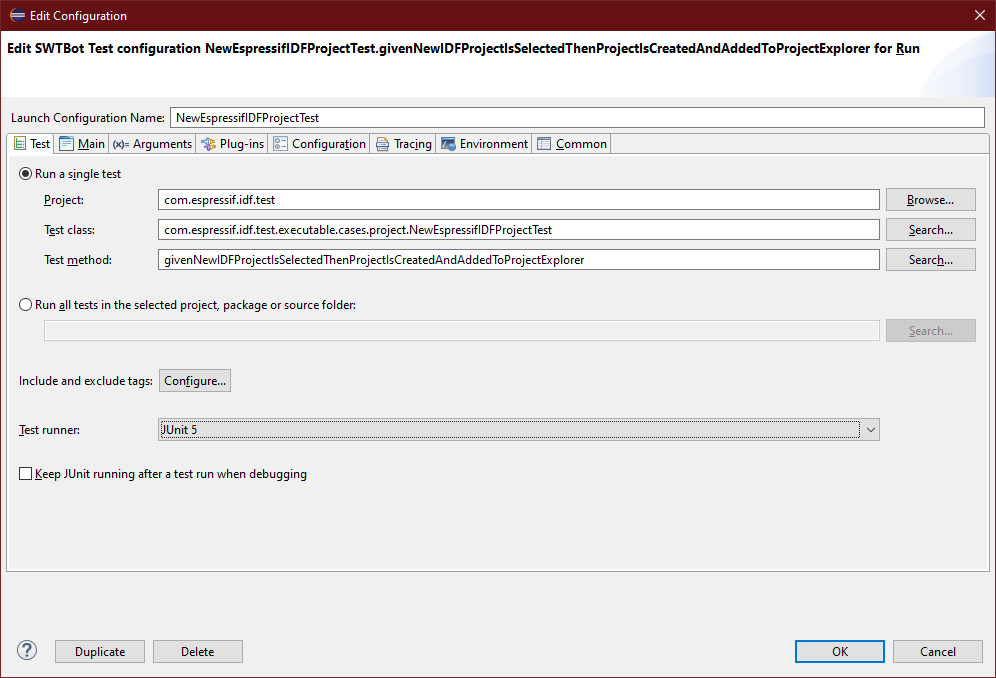 Edit Configuration
Edit SWTBot Test configuration NewEspressifIDFProjectTest.givenNewIDFProjectIsSelectedThenProjectIsCreatedAndAddedToProjectExplorer for Run
Launch Configuration Name: NewEspressifIDFProjectTest
Test Main (x)= Arguments Plug-ins Configuration Tracing Environment Common
Run a single test
Project: com.espressif.idf.test Browse...
Test class: com.espressif.idf.test.executable.cases.project.NewEspressifIDFProjectTest Search...
Test method: givenNewIDFProjectIsSelectedThenProjectIsCreatedAndAddedToProjectExplorer Search...
Run all tests in the selected project, package or source folder:
Search...
Include and exclude tags: Configure...
Test runner: JUnit 5
Keep JUnit running after a test run when debugging
? Duplicate Delete OK Cancel